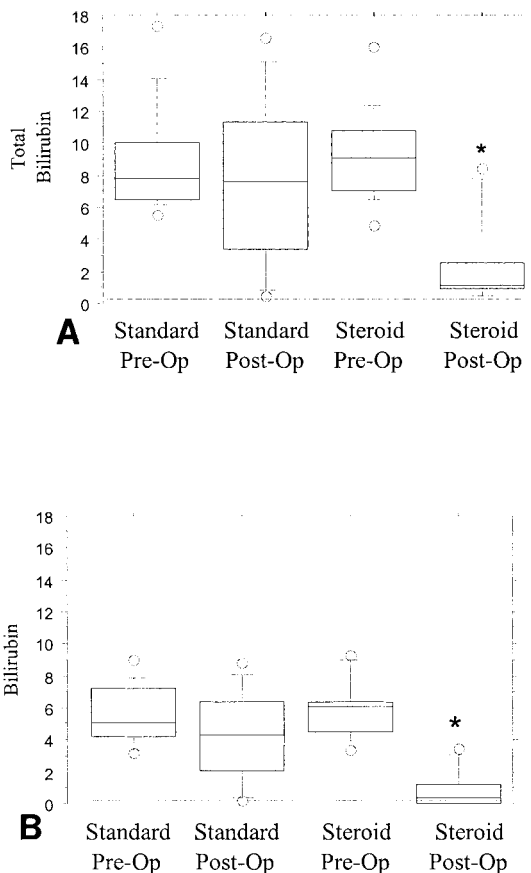 18
16
14
12
10
8
6
4
2
0
Total
Bilirubin
*
A
Standard
Pre-Op
Standard
Post-Op
Steroid
Pre-Op
Steroid
Post-Op
18
16
14
12
10
8
6
4
2
0
Bilirubin
*
B
Standard
Pre-Op
Standard
Post-Op
Steroid
Pre-Op
Steroid
Post-Op